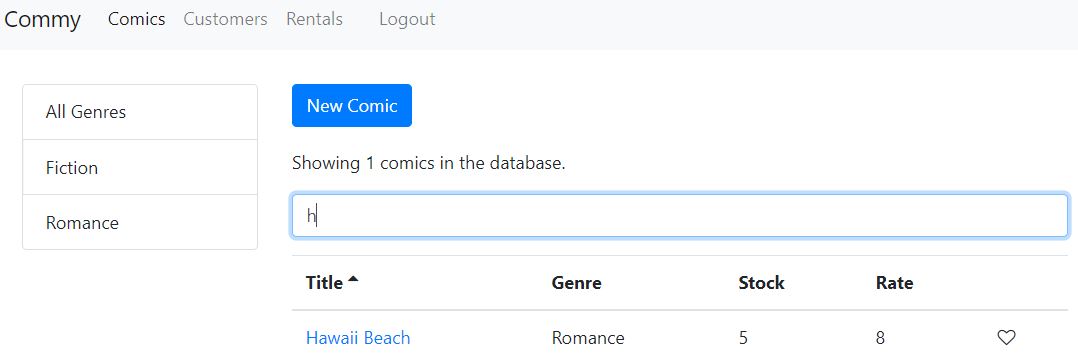 Commy Comics Customers Rentals Logout
All Genres
Fiction
Romance
New Comic
Showing 1 comics in the database.
h
Title Genre Stock Rate
Hawaii Beach Romance 5 8